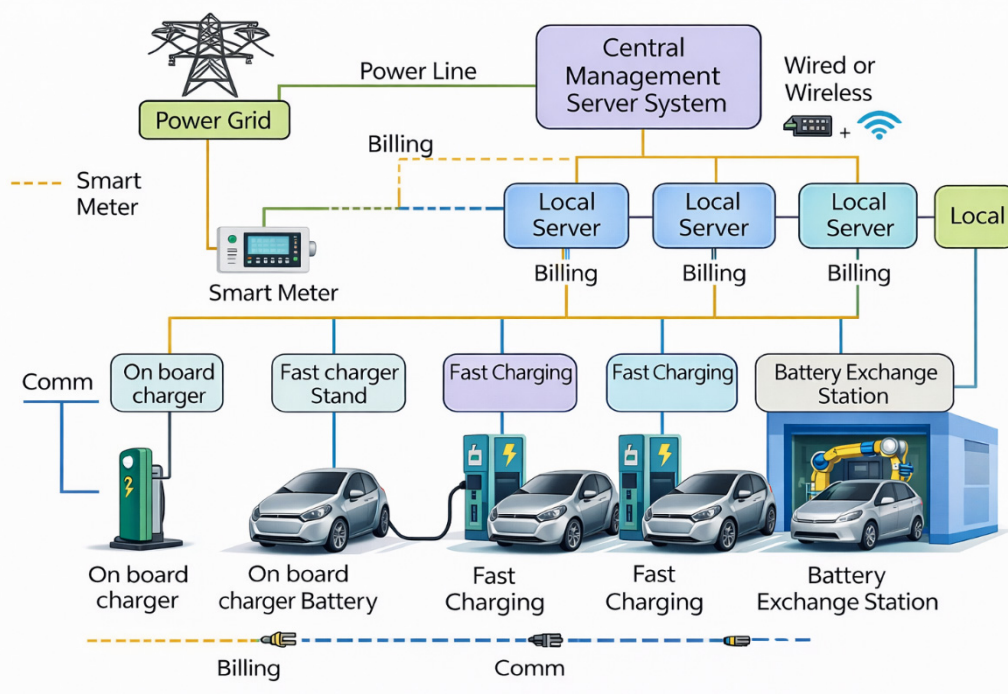 Central
Management
Server System
Power Line
Wired or
Wireless
Power Grid
Billing
Smart
Meter
Local
Server
Local
Server
Local
Server
Local
Smart Meter
Billing
Billing
Billing
Comm
On board
charger
Fast charger
Stand
Fast Charging
Fast Charging
Battery Exchange
Station
On board
charger
On board
charger Battery
Fast
Charging
Fast
Charging
Battery
Exchange Station
Billing
Comm